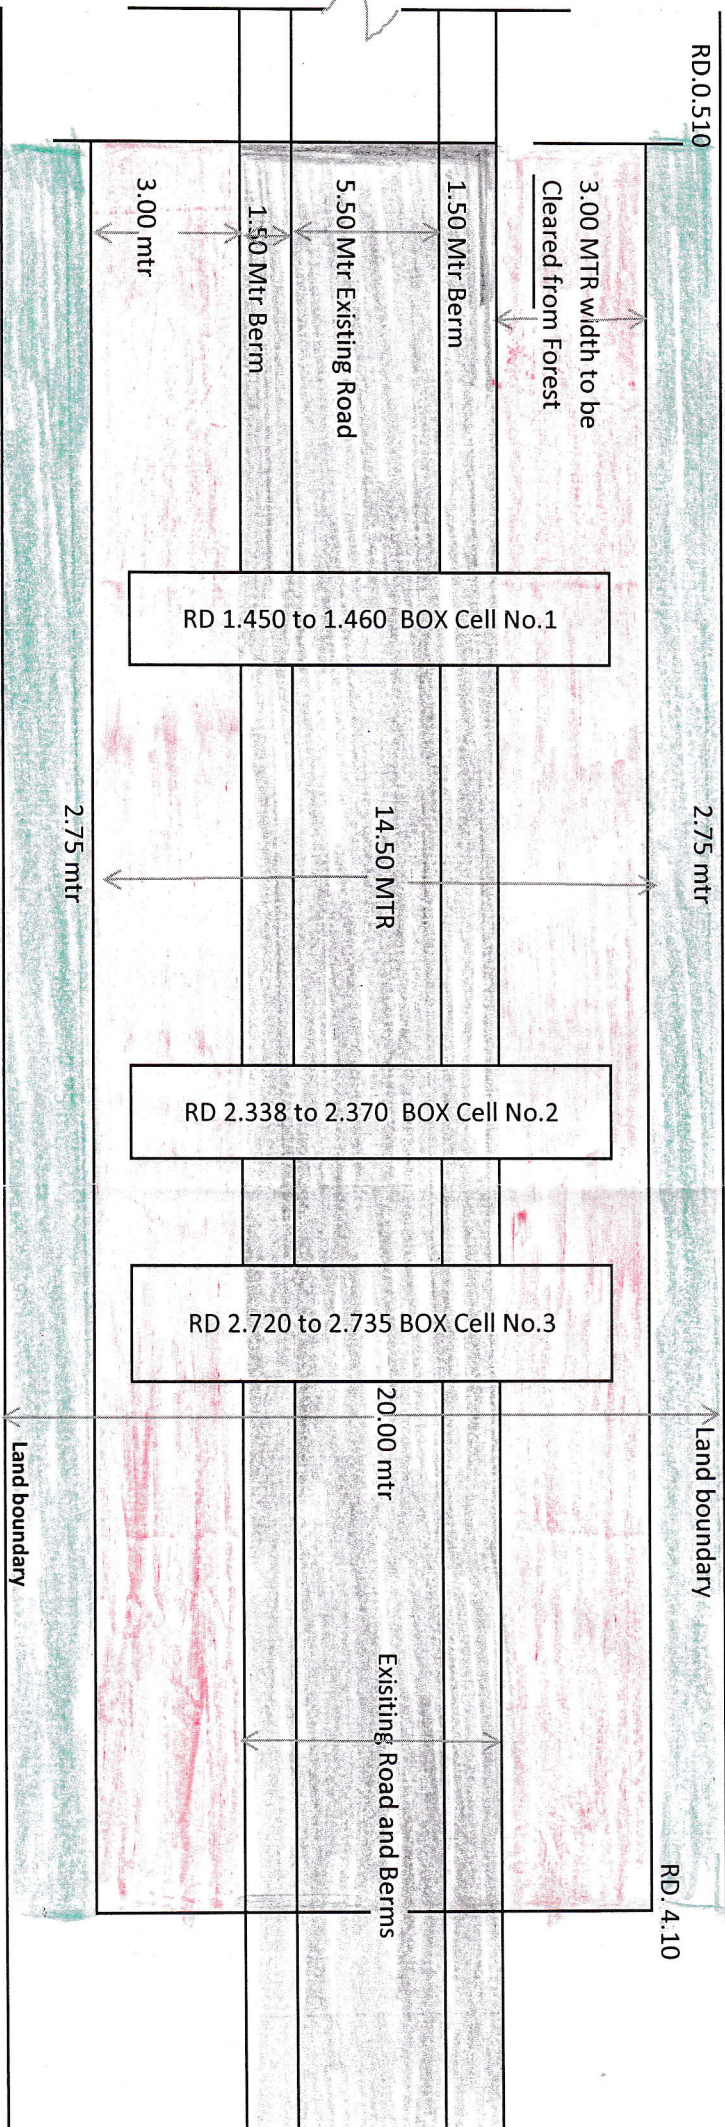 RD.0.510
3.00 MTR width to be
Cleared from Forest
1.50 Mtr Berm
5.50 Mtr Existing Road
1.50 Mtr Berm
3.00 mtr
RD 1.450 to 1.460 BOX Cell No.1
2.75 mtr
14.50 MTR
2.75 mtr
RD 2.338 to 2.370 BOX Cell No.2
RD 2.720 to 2.735 BOX Cell No.3
Land boundary
20.00 mtr
Land boundary
Exisiting Road and Berms
RD. 4.10